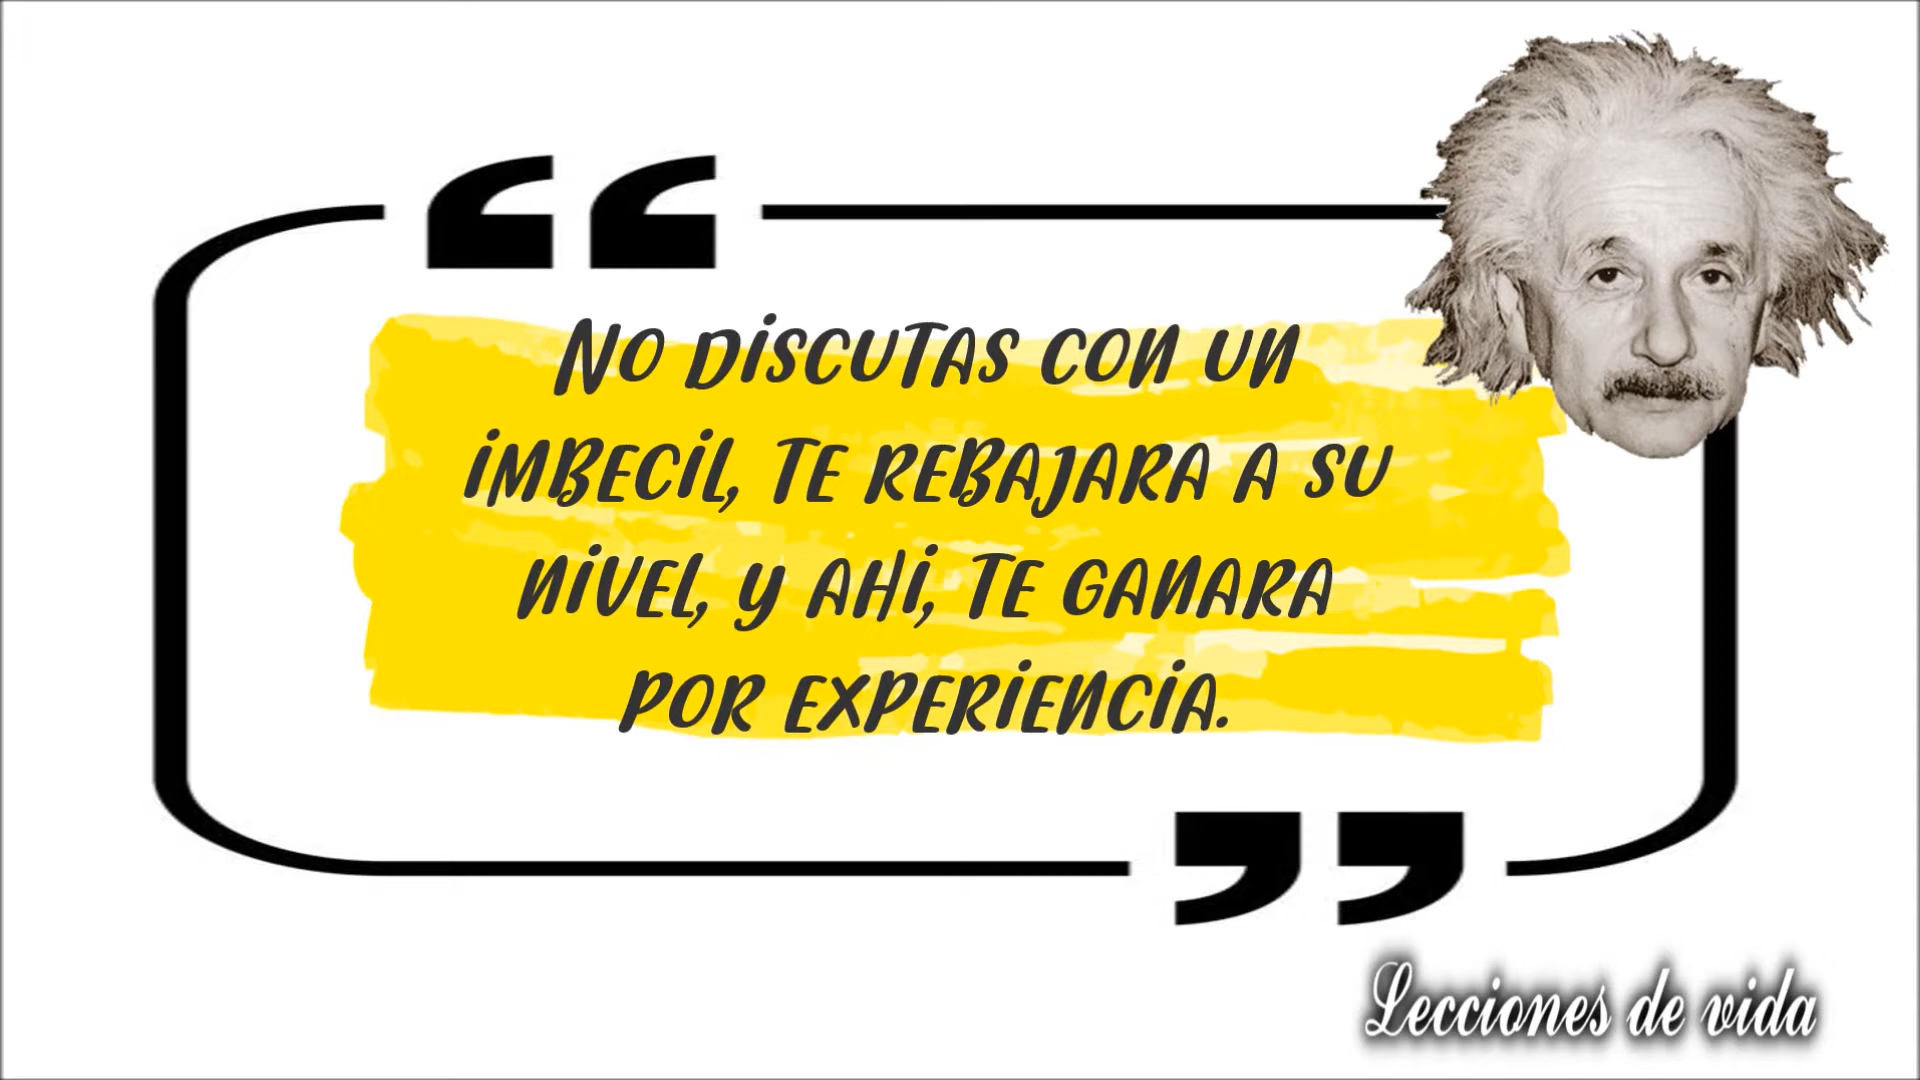 No discutas con un
imbecil, te rebajara a su
nivel, y ahi, te ganara
por experiencia.
Lecciones de vida